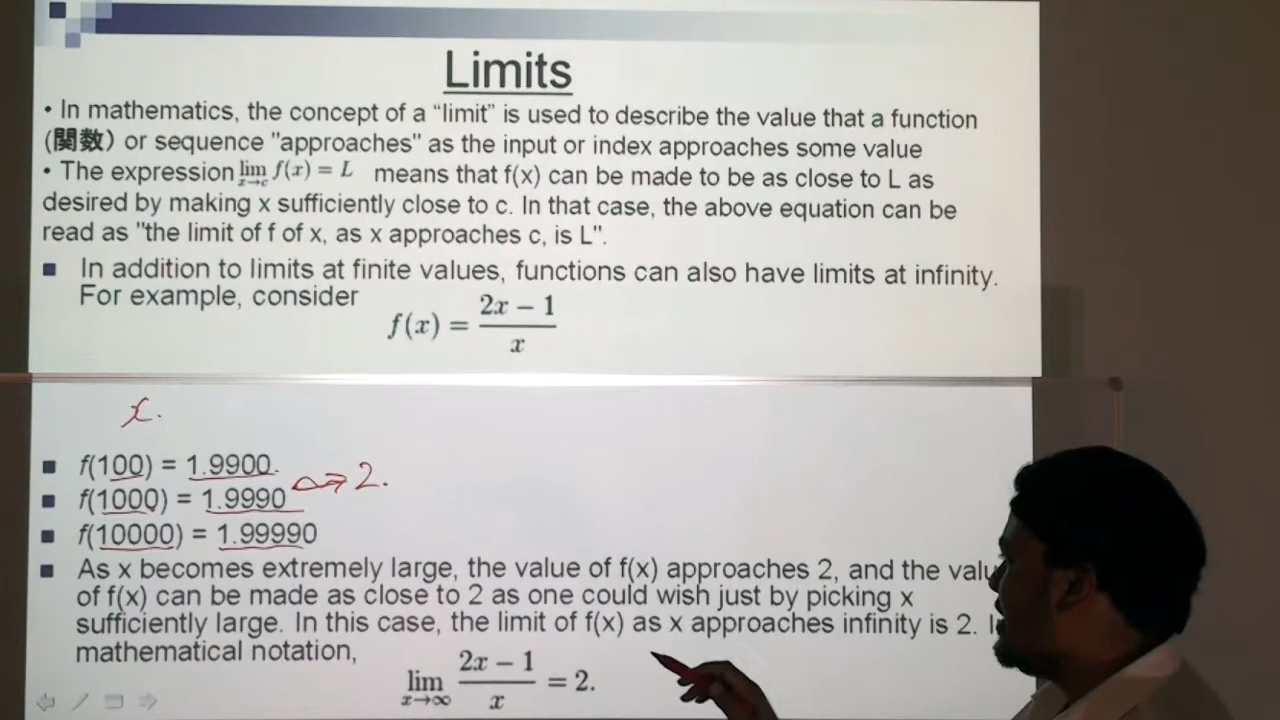 Limits
• In mathematics, the concept of a “limit” is used to describe the value that a function
(関数) or sequence "approaches" as the input or index approaches some value
• The expression lim x→c f(x) = L means that f(x) can be made to be as close to L as
desired by making x sufficiently close to c. In that case, the above equation can be
read as "the limit of f of x, as x approaches c, is L".
In addition to limits at finite values, functions can also have limits at infinity.
For example, consider
f(x) = (2x − 1)/x
x.
f(100) = 1.9900.
f(1000) = 1.9990 → 2.
f(10000) = 1.99990
As x becomes extremely large, the value of f(x) approaches 2, and the valu
of f(x) can be made as close to 2 as one could wish just by picking x
sufficiently large. In this case, the limit of f(x) as x approaches infinity is 2. I
mathematical notation,
lim x→∞ (2x − 1)/x = 2.